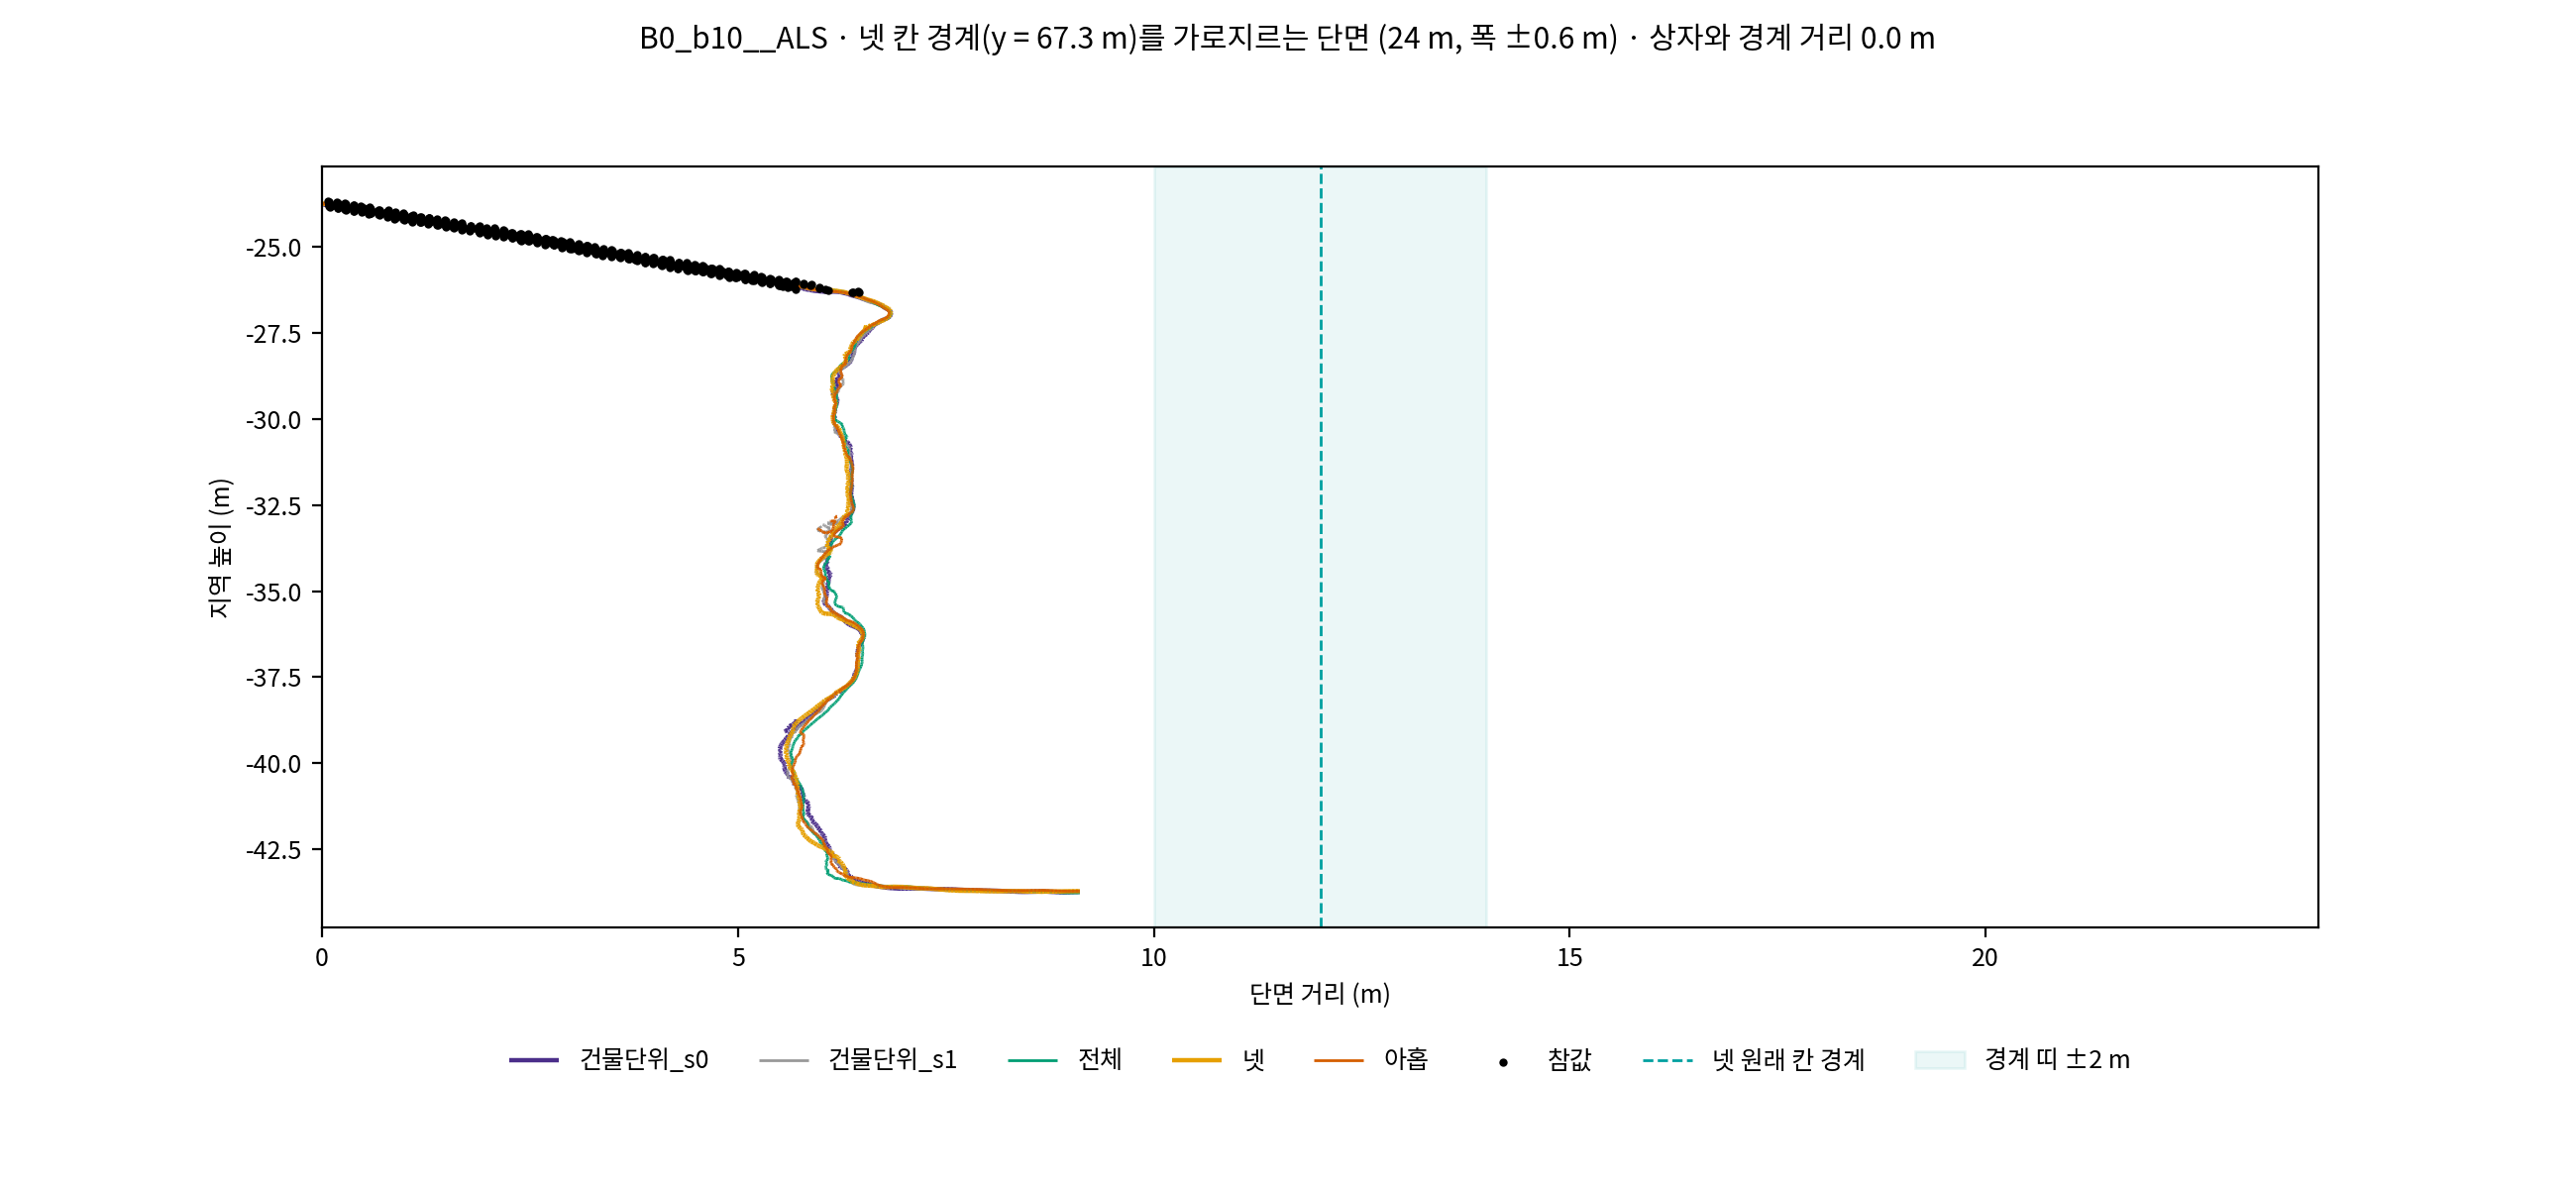 B0_b10__ALS · 넷 칸 경계(y = 67.3 m)를 가로지르는 단면 (24 m, 폭 ±0.6 m) · 상자와 경계 거리 0.0 m
지역 높이 (m)
-25.0
-27.5
-30.0
-32.5
-35.0
-37.5
-40.0
-42.5
0 5 10 15 20
단면 거리 (m)
건물단위_s0 건물단위_s1 전체 넷 아홉 참값 넷 원래 칸 경계 경계 띠 ±2 m